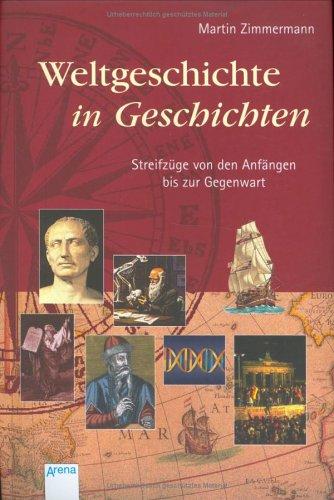 Urheberrechtlich geschütztes Material
Martin Zimmermann
Weltgeschichte
in Geschichten
Streifzüge von den Anfängen
bis zur Gegenwart
MAR
Arena
Urheberrechtlich geschütztes Material